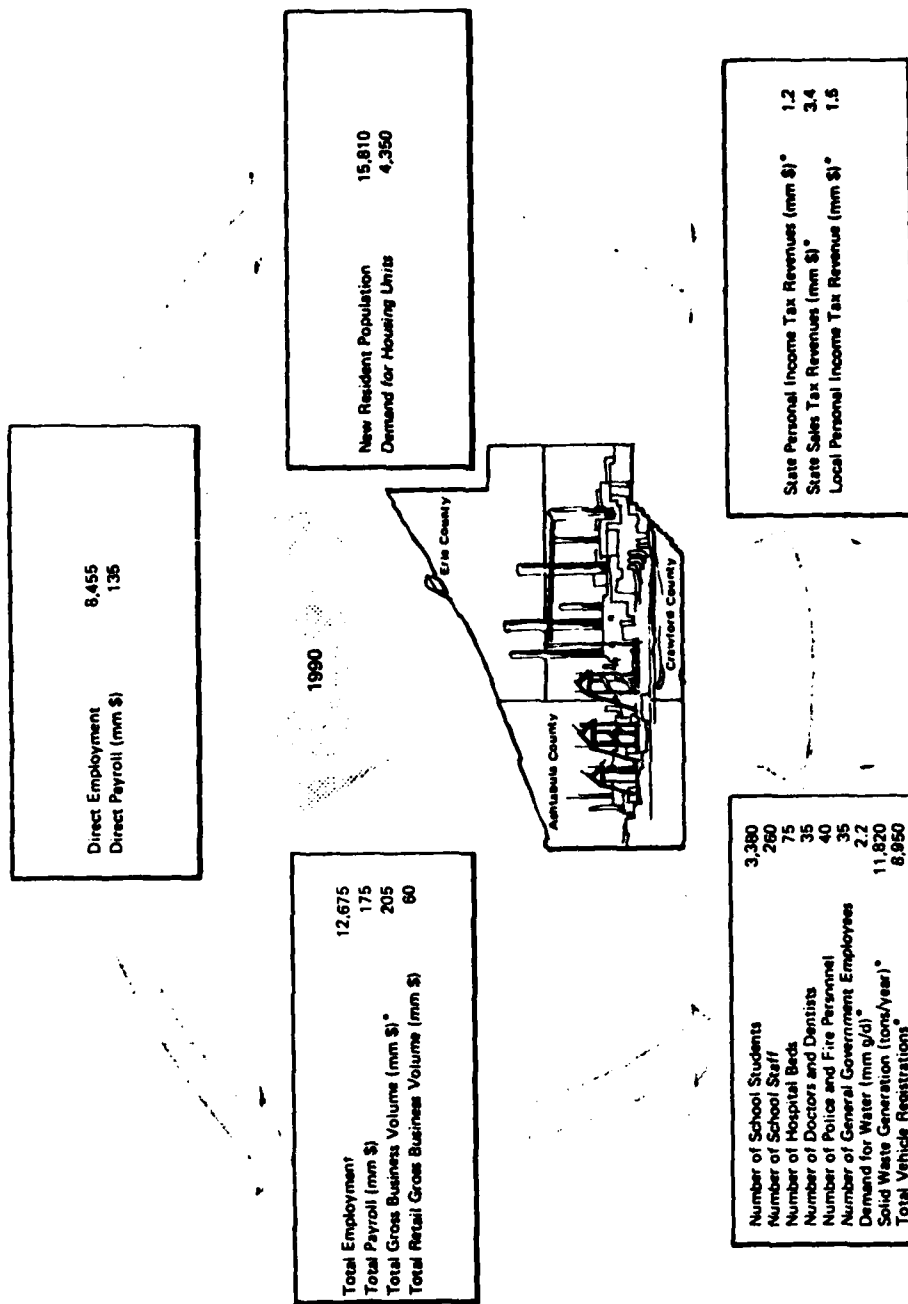 Direct Employment 8,455
Direct Payroll (mm $) 135
Total Employment 12,675
Total Payroll (mm $) 175
Total Gross Business Volume (mm $)* 205
Total Retail Gross Business Volume (mm $) 60
1990
New Resident Population 15,810
Demand for Housing Units 4,350
Erie County
Ashtabula County
Crawford County
Number of School Students 3,380
Number of School Staff 260
Number of Hospital Beds 75
Number of Doctors and Dentists 35
Number of Police and Fire Personnel 40
Number of General Government Employees 35
Demand for Water (mm g/d)* 2.2
Solid Waste Generation (tons/year)* 11,820
Total Vehicle Registrations* 8,950
State Personal Income Tax Revenues (mm $)* 1.2
State Sales Tax Revenues (mm $)* 3.4
Local Personal Income Tax Revenue (mm $)* 1.5